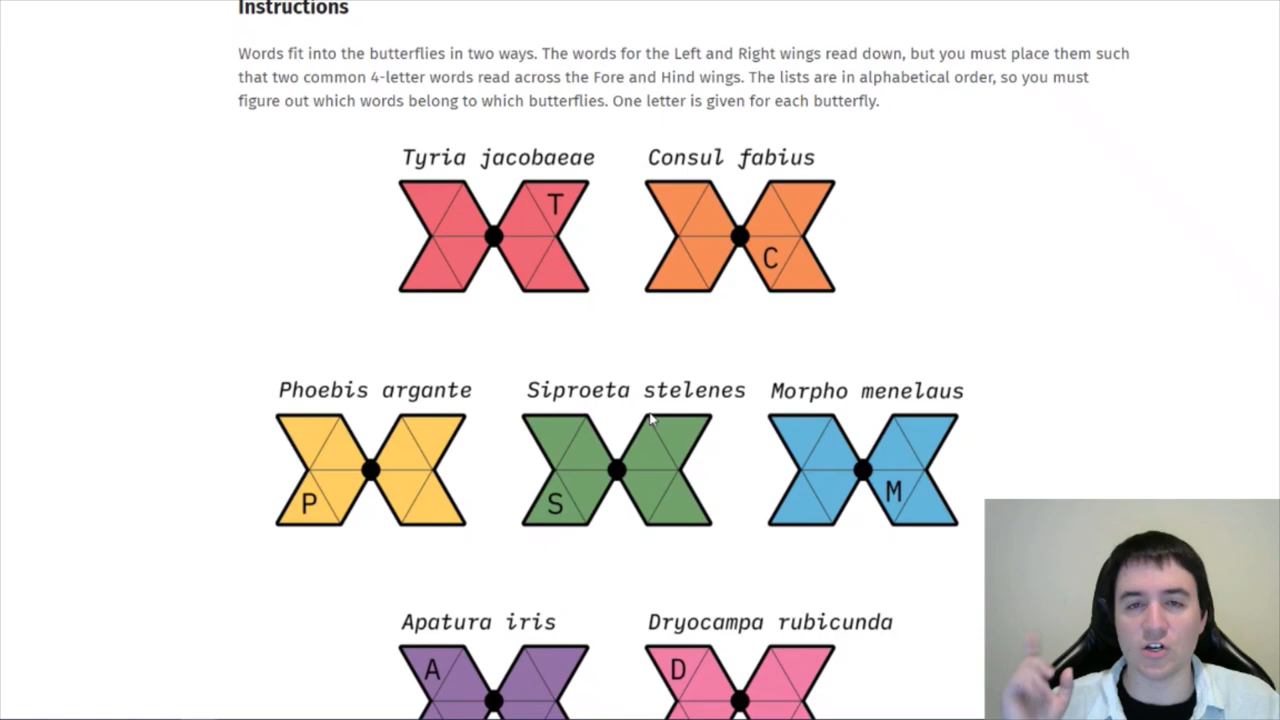 Instructions
Words fit into the butterflies in two ways. The words for the Left and Right wings read down, but you must place them such
that two common 4-letter words read across the Fore and Hind wings. The lists are in alphabetical order, so you must
figure out which words belong to which butterflies. One letter is given for each butterfly.
Tyria jacobaeae Consul fabius
T
C
Phoebis argante Siproeta stelenes Morpho menelaus
P S M
Apatura iris Dryocampa rubicunda
A D